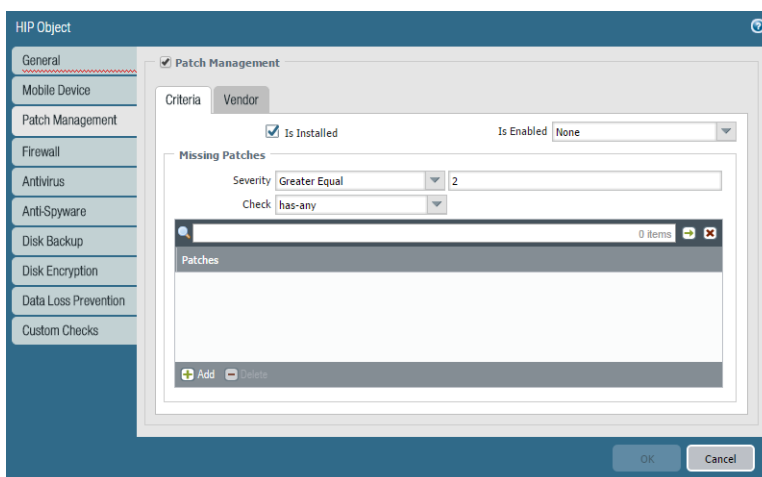 HIP Object
General
Mobile Device
Patch Management
Firewall
Antivirus
Anti-Spyware
Disk Backup
Disk Encryption
Data Loss Prevention
Custom Checks
Patch Management
Criteria Vendor
Is Installed Is Enabled None
Missing Patches
Severity Greater Equal 2
Check has-any
0 items
Patches
Add Delete
OK Cancel